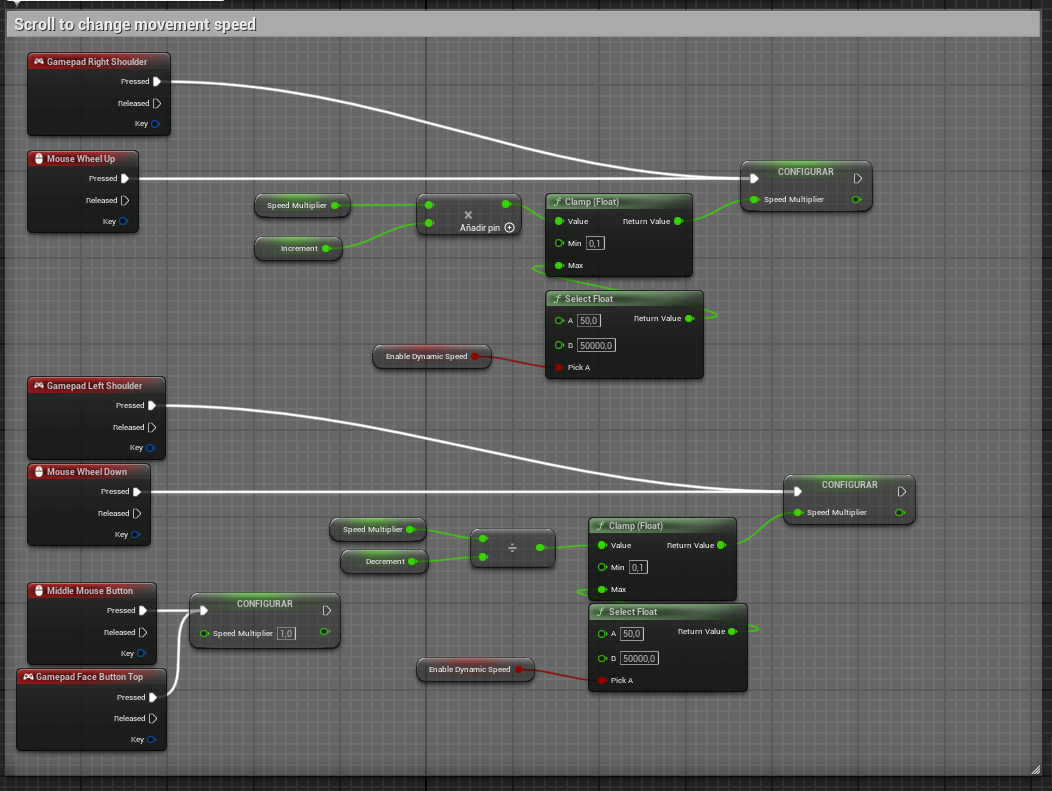 Scroll to change movement speed
Gamepad Right Shoulder
Pressed
Released
Key
Mouse Wheel Up
Pressed
Released
Key
Speed Multiplier
Increment
×
Añadir pin
Clamp (Float)
Value
Return Value
Min 0,1
Max
CONFIGURAR
Speed Multiplier
Select Float
A 50,0
Return Value
B 50000,0
Pick A
Enable Dynamic Speed
Gamepad Left Shoulder
Pressed
Released
Key
Mouse Wheel Down
Pressed
Released
Key
Speed Multiplier
Decrement
÷
Clamp (Float)
Value
Return Value
Min 0,1
Max
CONFIGURAR
Speed Multiplier
Select Float
A 50,0
Return Value
B 50000,0
Pick A
Enable Dynamic Speed
Middle Mouse Button
Pressed
Released
Key
CONFIGURAR
Speed Multiplier 1,0
Gamepad Face Button Top
Pressed
Released
Key